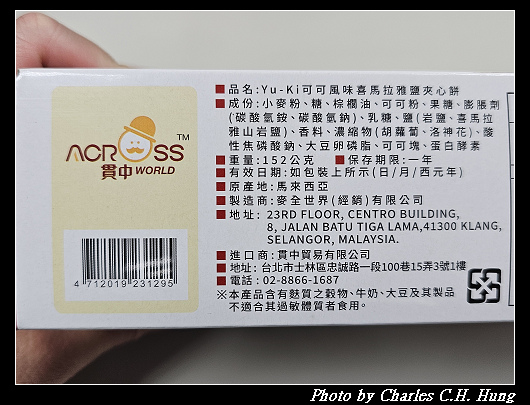 ACROSS™
貫中WORLD
4 712019 231295
■品名:Yu-Ki可可風味喜馬拉雅鹽夾心餅
■成份:小麥粉、糖、棕櫚油、可可粉、果糖、膨脹劑
(碳酸氫銨、碳酸氫鈉)、乳糖、鹽(岩鹽、喜馬拉
雅山岩鹽)、香料、濃縮物(胡蘿蔔、洛神花)、酸
性焦磷酸鈉、大豆卵磷脂、可可塊、蛋白酵素
■重量:152公克 ■保存期限:一年
■有效日期:如包裝上所示(日/月/西元年)
■原產地:馬來西亞
■製造商:麥全世界(經銷)有限公司
■地址: 23RD FLOOR, CENTRO BUILDING,
8, JALAN BATU TIGA LAMA,41300 KLANG,
SELANGOR, MALAYSIA.
■進口商:貫中貿易有限公司
■地址:台北市士林區忠誠路一段100巷15弄3號1樓
■電話:02-8866-1687
※本產品含有麩質之穀物、牛奶、大豆及其製品
不適合其過敏體質者食用。
Photo by Charles C.H. Hung